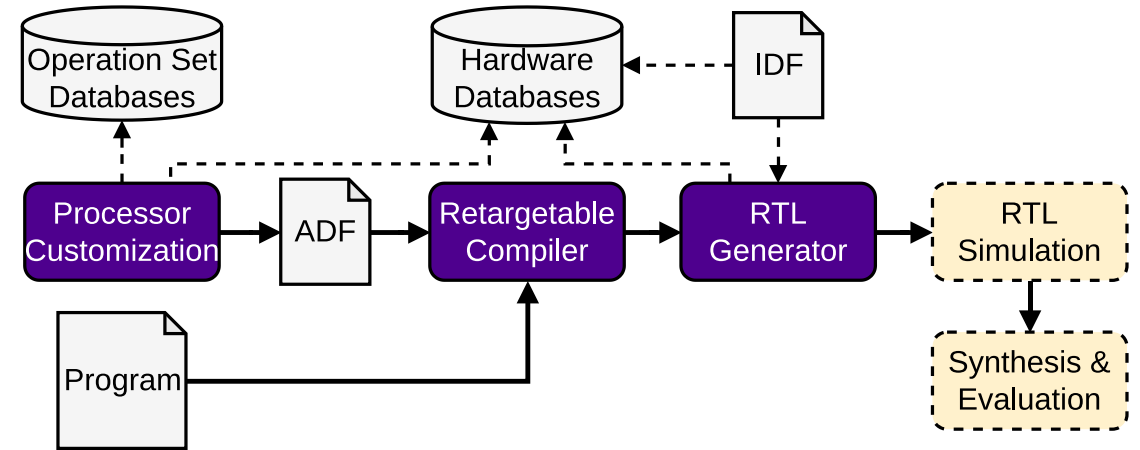 Operation Set
Databases
Hardware
Databases
IDF
Processor
Customization
ADF
Retargetable
Compiler
RTL
Generator
RTL
Simulation
Program
Synthesis &
Evaluation